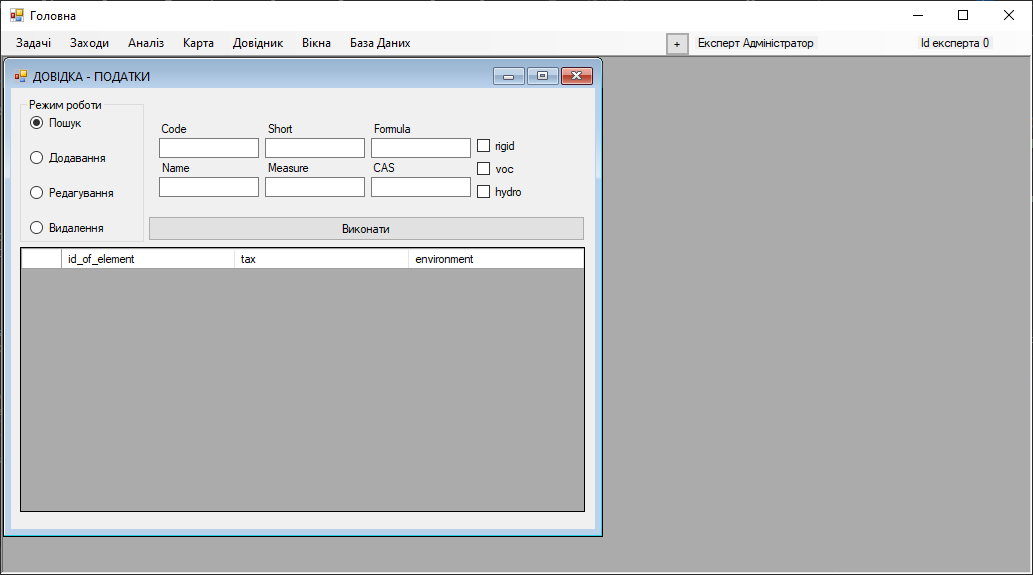 Головна
Задачі Заходи Аналіз Карта Довідник Вікна База Даних + Експерт Адміністратор Id експерта 0
ДОВІДКА - ПОДАТКИ
Режим роботи
Пошук
Додавання
Редагування
Видалення
Code Short Formula
rigid
Name Measure CAS
voc
hydro
Виконати
id_of_element tax environment